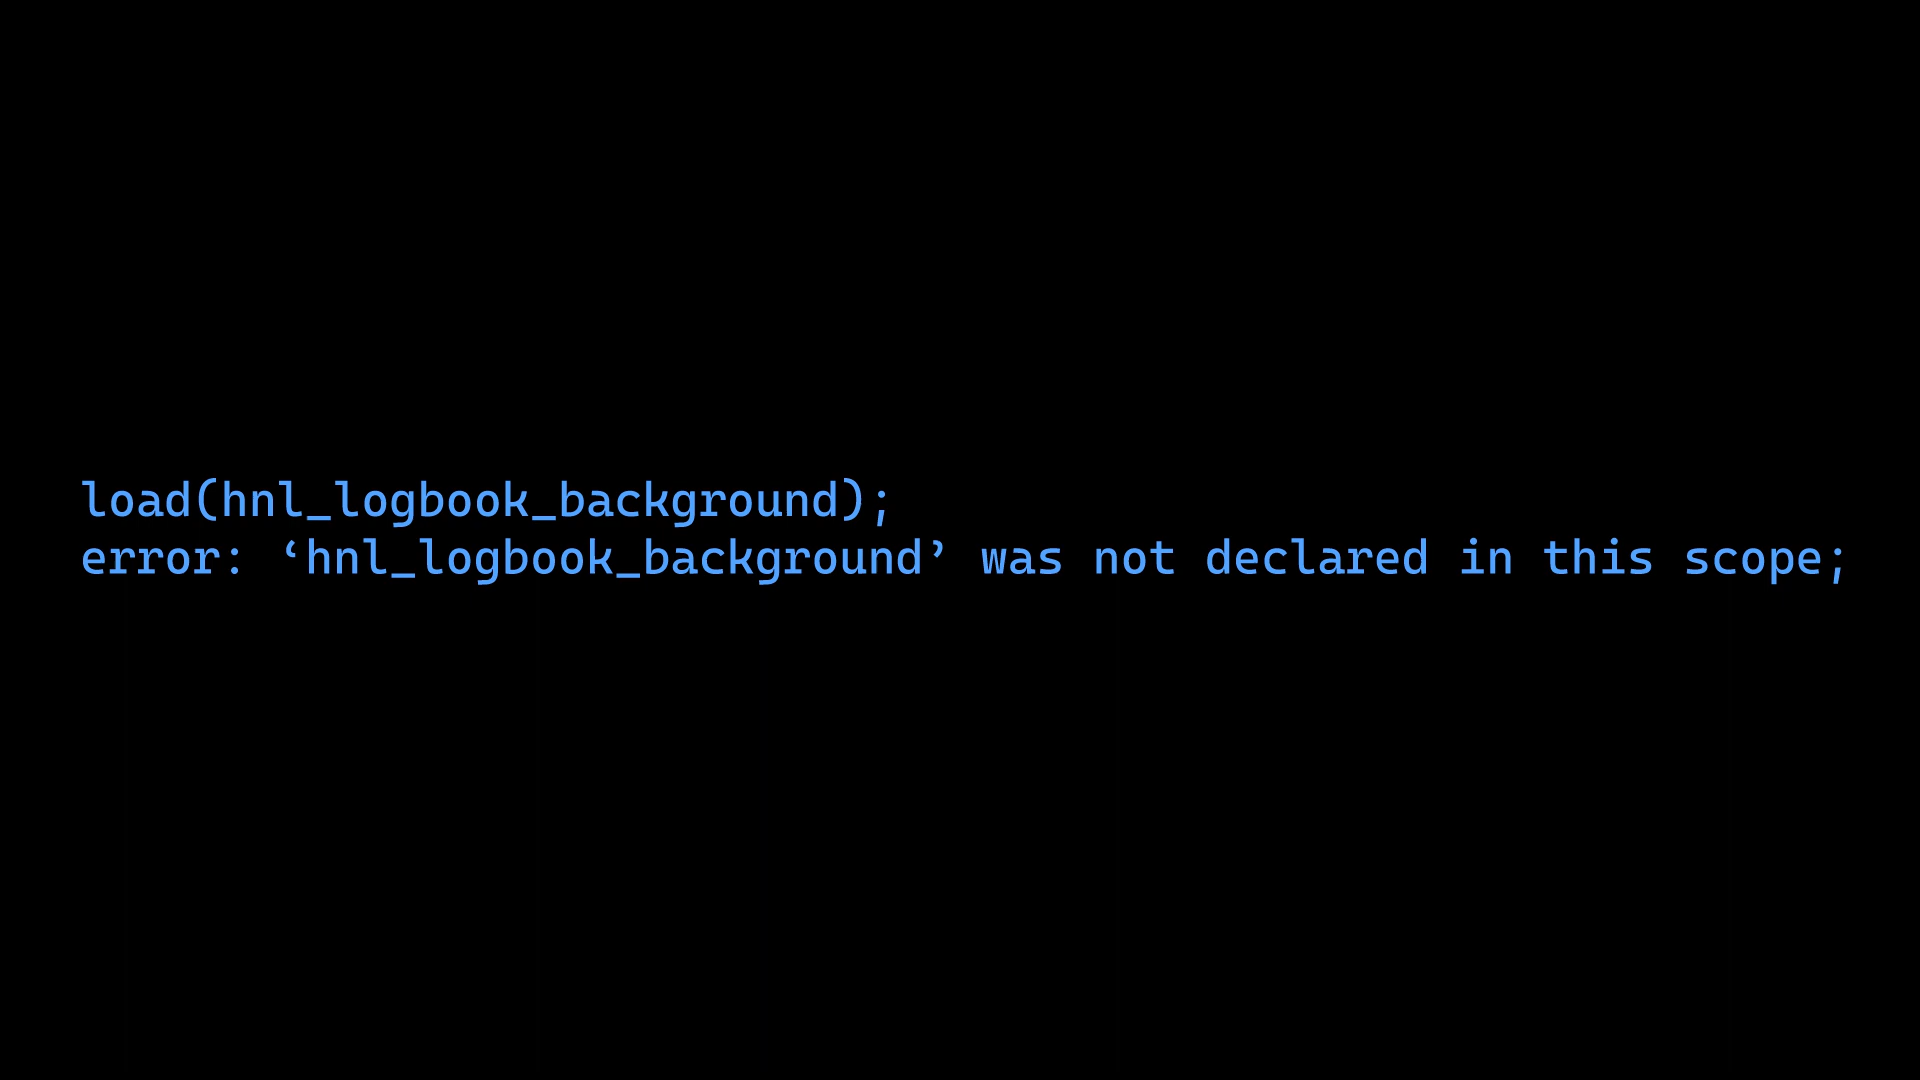 load(hnl_logbook_background);
error: ‘hnl_logbook_background’ was not declared in this scope;